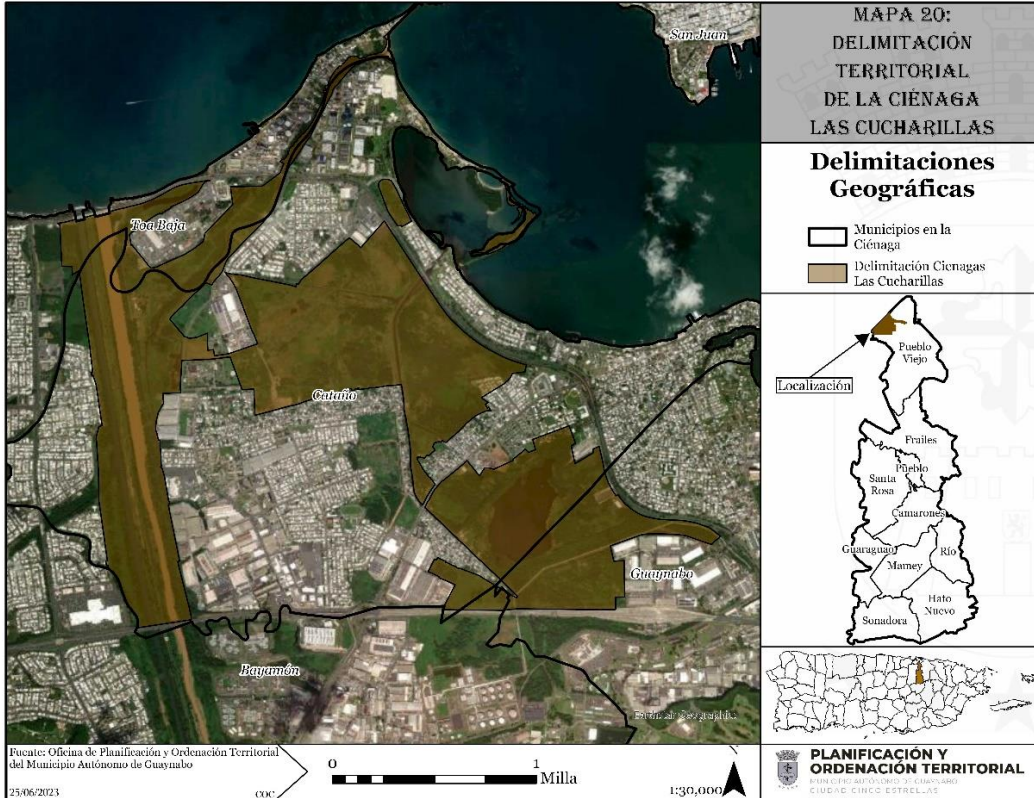 San Juan
Toa Baja
Cataño
Guaynabo
Bayamón
MAPA 20:
DELIMITACIÓN
TERRITORIAL
DE LA CIÉNAGA
LAS CUCHARILLAS
Delimitaciones
Geográficas
Municipios en la
Ciénaga
Delimitación Cienagas
Las Cucharillas
Localización
Pueblo
Viejo
Frailes
Pueblo
Santa
Rosa
Camarones
Guaraguao
Río
Mamey
Hato
Nuevo
Sonadora
Fuente: Oficina de Planificación y Ordenación Territorial
del Municipio Autónomo de Guaynabo
25/06/2023
COC
0 1
Milla
1:30,000
N
PLANIFICACIÓN Y
ORDENACIÓN TERRITORIAL
MUNICIPIO AUTÓNOMO DE GUAYNABO
CIUDAD CINCO ESTRELLAS